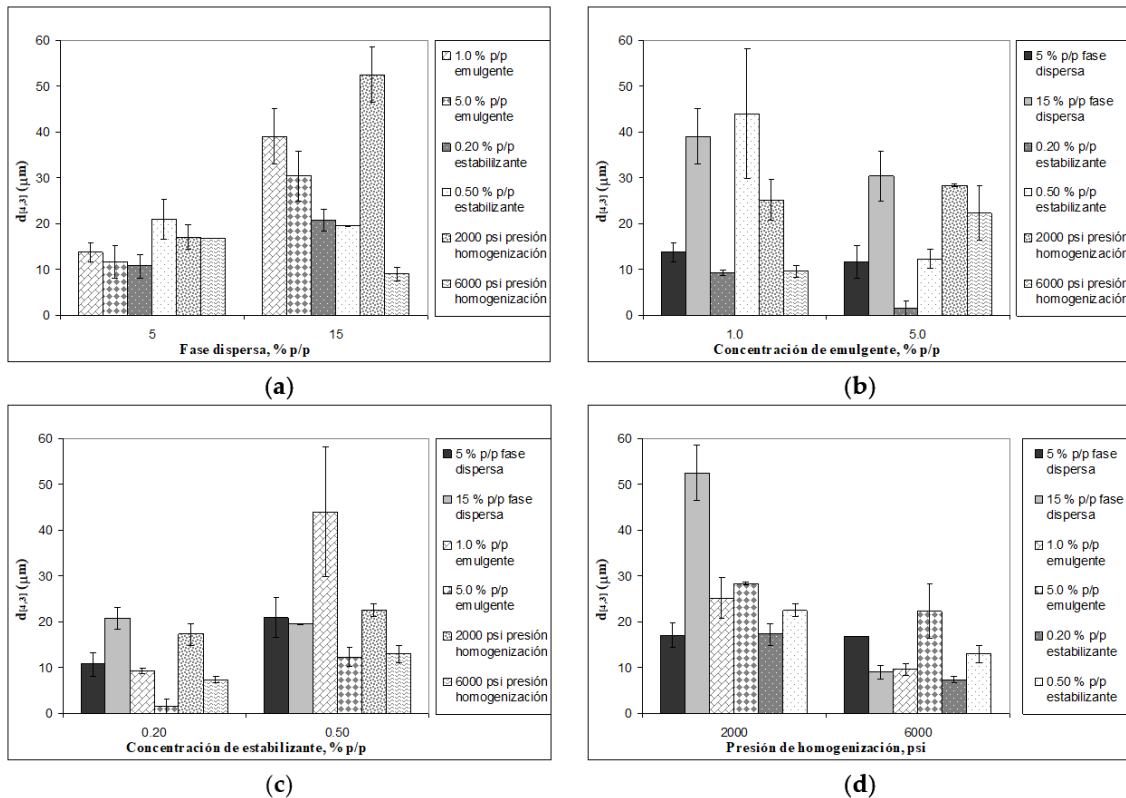 60
50
40
30
20
10
0
d[4,3] (μm)
5
15
Fase dispersa, % p/p
1.0 % p/p
emulgente
5.0 % p/p
emulgente
0.20 % p/p
estabilizante
0.50 % p/p
estabilizante
2000 psi presión
homogenización
6000 psi presión
homogenización
(a)
60
50
40
30
20
10
0
d[4,3] (μm)
1.0
5.0
Concentración de emulgente, % p/p
5 % p/p fase
dispersa
15 % p/p fase
dispersa
0.20 % p/p
estabilizante
0.50 % p/p
estabilizante
2000 psi presión
homogenización
6000 psi presión
homogenización
(b)
60
50
40
30
20
10
0
d[4,3] (μm)
0.20
0.50
Concentración de estabilizante, % p/p
5 % p/p fase
dispersa
15 % p/p fase
dispersa
1.0 % p/p
emulgente
5.0 % p/p
emulgente
2000 psi presión
homogenización
6000 psi presión
homogenización
(c)
60
50
40
30
20
10
0
d[4,3] (μm)
2000
6000
Presión de homogenización, psi
5 % p/p fase
dispersa
15 % p/p fase
dispersa
1.0 % p/p
emulgente
5.0 % p/p
emulgente
0.20 % p/p
estabilizante
0.50 % p/p
estabilizante
(d)